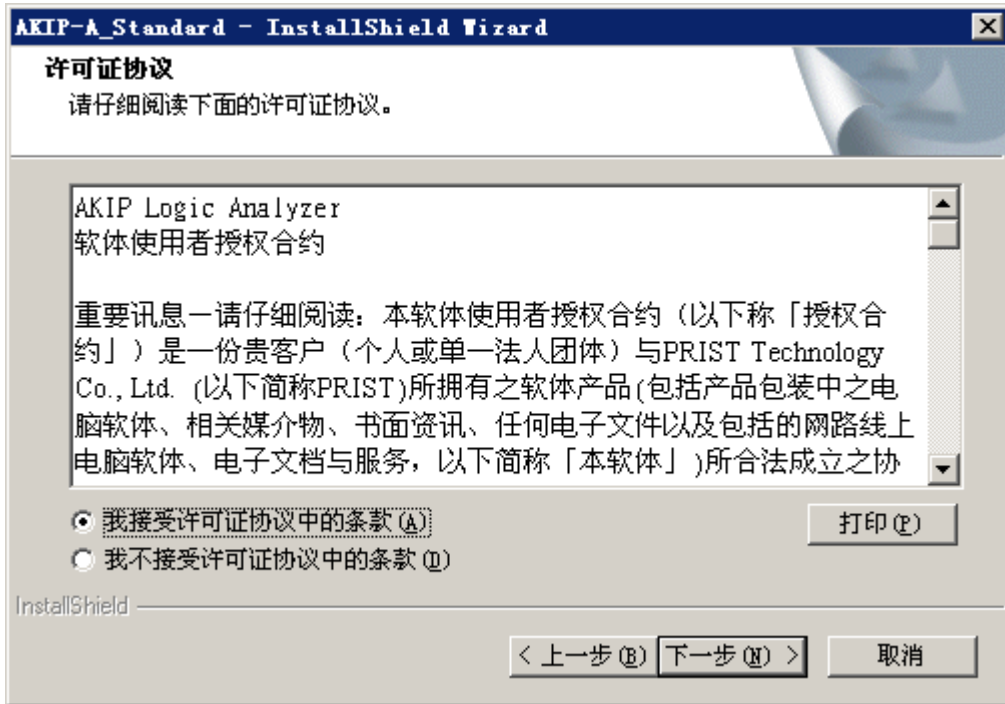 AKIP-A_Standard - InstallShield Wizard
许可证协议
请仔细阅读下面的许可证协议。
AKIP Logic Analyzer
软体使用者授权合约
重要讯息－请仔细阅读：本软体使用者授权合约（以下称「授权合
约」）是一份贵客户（个人或单一法人团体）与PRIST Technology
Co., Ltd. (以下简称PRIST)所拥有之软体产品(包括产品包装中之电
脑软体、相关媒介物、书面资讯、任何电子文件以及包括的网路线上
电脑软体、电子文档与服务，以下简称「本软体」)所合法成立之协
我接受许可证协议中的条款(A)
打印(P)
我不接受许可证协议中的条款(D)
InstallShield
< 上一步(B) 下一步(N) > 取消